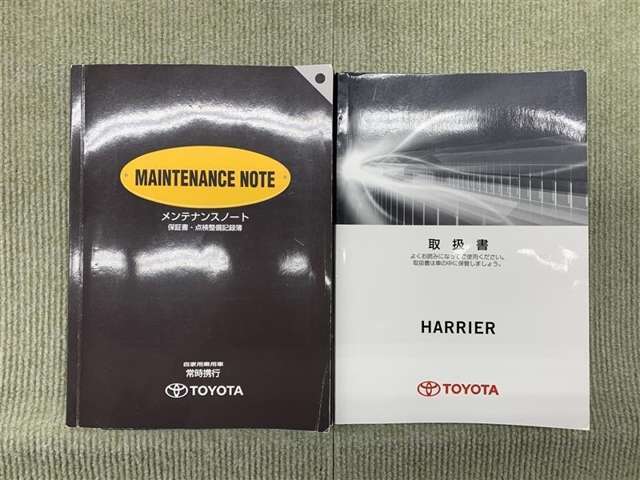 MAINTENANCE NOTE
メンテナンスノート
保証書・点検整備記録簿
自家用乗用車
常時携行
TOYOTA
取扱書
よくお読みになってご使用ください。
取扱書は車の中に保管しましょう。
HARRIER
TOYOTA